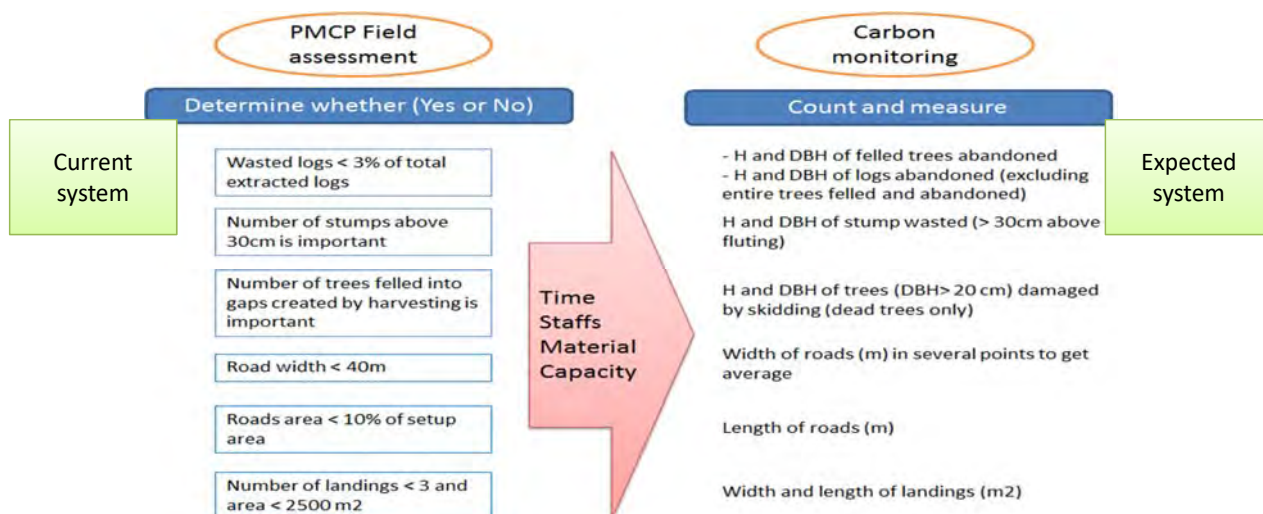 PMCP Field
assessment
Carbon
monitoring
Determine whether (Yes or No)
Count and measure
Current
system
Expected
system
Wasted logs < 3% of total
extracted logs
Number of stumps above
30cm is important
Number of trees felled into
gaps created by harvesting is
important
Road width < 40m
Roads area < 10% of setup
area
Number of landings < 3 and
area < 2500 m2
Time
Staffs
Material
Capacity
- H and DBH of felled trees abandoned
- H and DBH of logs abandoned (excluding
entire trees felled and abandoned)
H and DBH of stump wasted (> 30cm above
fluting)
H and DBH of trees (DBH> 20 cm) damaged
by skidding (dead trees only)
Width of roads (m) in several points to get
average
Length of roads (m)
Width and length of landings (m2)